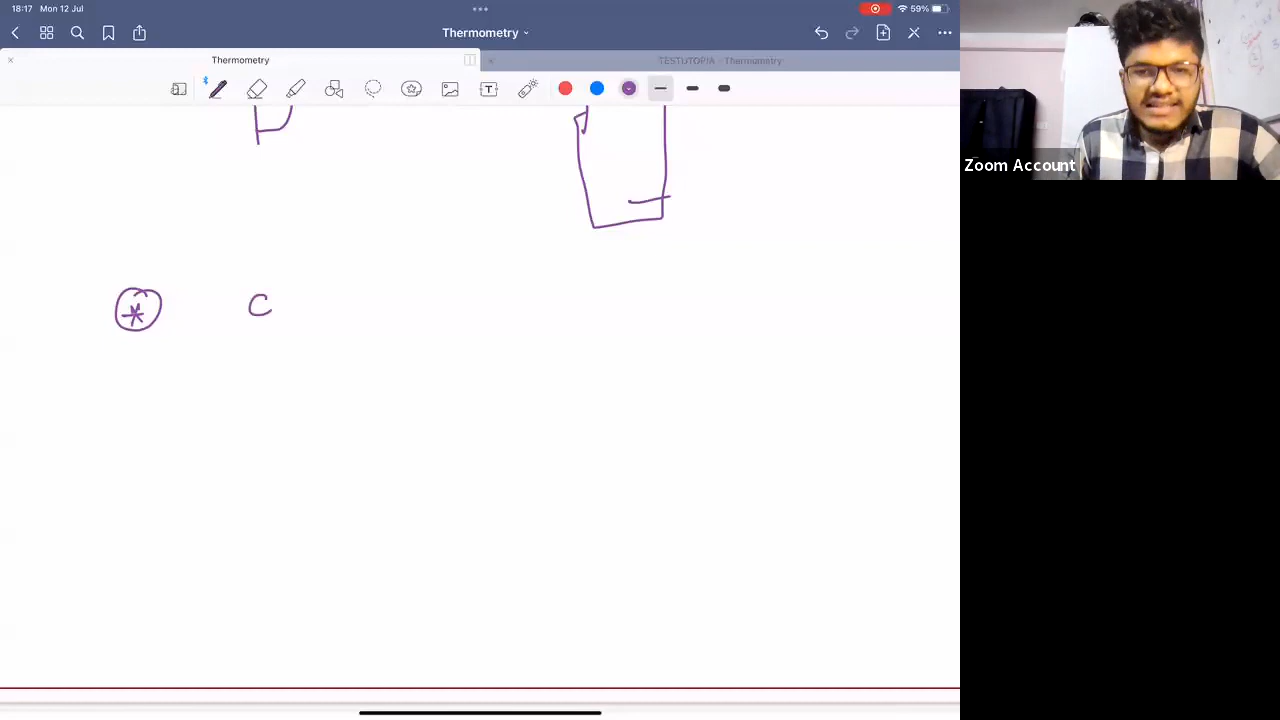 18:17 Mon 12 Jul
59%
Thermometry
Thermometry
TESTUTOPIA - Thermometry
T
Zoom Account
* C